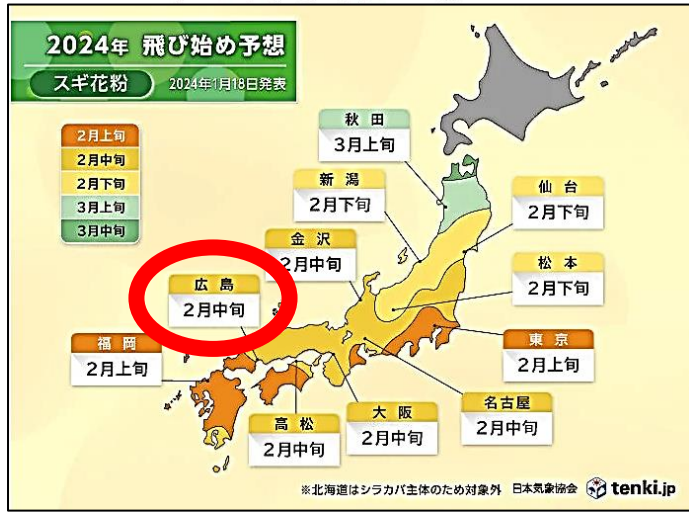 2024年 飛び始め予想
スギ花粉
2024年1月18日発表
2月上旬
2月中旬
2月下旬
3月上旬
3月中旬
秋田
3月上旬
新潟
2月下旬
仙台
2月下旬
金沢
2月中旬
松本
2月下旬
広島
2月中旬
福岡
2月上旬
東京
2月上旬
高松
2月中旬
大阪
2月中旬
名古屋
2月中旬
※北海道はシラカバ主体のため対象外 日本気象協会 tenki.jp